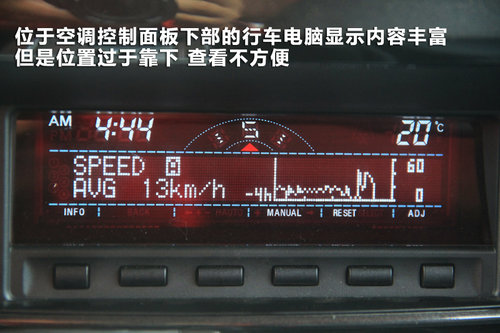 位于空调控制面板下部的行车电脑显示内容丰富
但是位置过于靠下 查看不方便
AM 4:44 S 20°C
SPEED
60
AVG 13km/h -4h 0
INFO BACK MANUAL RESET ADJ